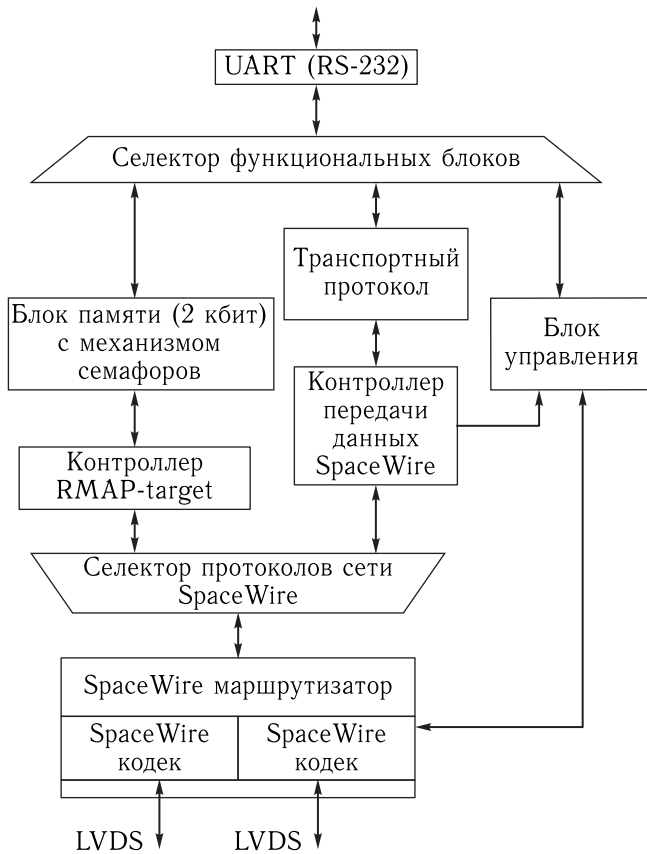 UART (RS-232)
Селектор функциональных блоков
Транспортный
протокол
Блок памяти (2 кбит)
с механизмом
семафоров
Блок
управления
Контроллер
передачи
данных
SpaceWire
Контроллер
RMAP-target
Селектор протоколов сети
SpaceWire
SpaceWire маршрутизатор
SpaceWire
кодек
SpaceWire
кодек
LVDS
LVDS